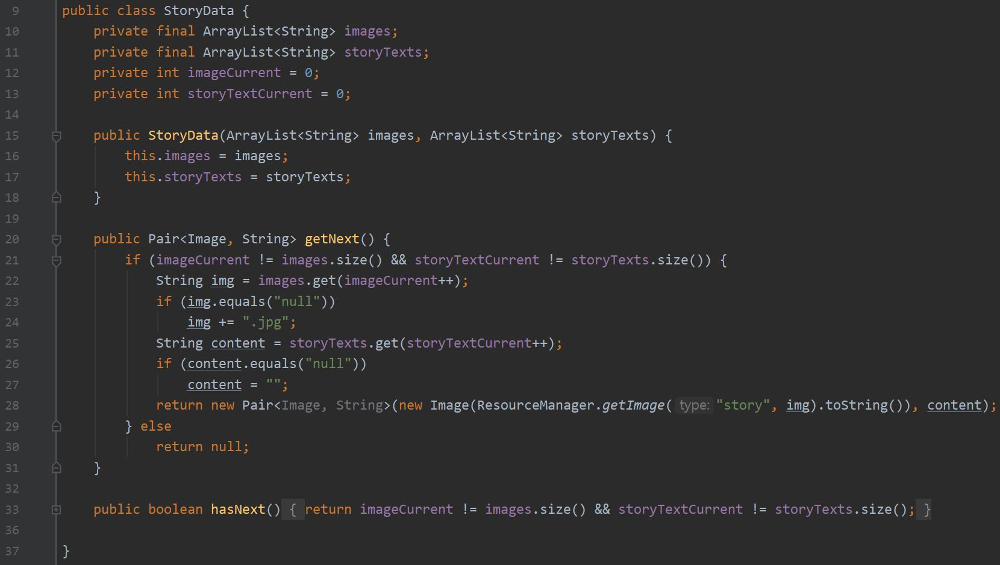 9 public class StoryData {
10 private final ArrayList<String> images;
11 private final ArrayList<String> storyTexts;
12 private int imageCurrent = 0;
13 private int storyTextCurrent = 0;
14
15 public StoryData(ArrayList<String> images, ArrayList<String> storyTexts) {
16 this.images = images;
17 this.storyTexts = storyTexts;
18 }
19
20 public Pair<Image, String> getNext() {
21 if (imageCurrent != images.size() && storyTextCurrent != storyTexts.size()) {
22 String img = images.get(imageCurrent++);
23 if (img.equals("null"))
24 img += ".jpg";
25 String content = storyTexts.get(storyTextCurrent++);
26 if (content.equals("null"))
27 content = "";
28 return new Pair<Image, String>(new Image(ResourceManager.getImage( type: "story", img).toString()), content);
29 } else
30 return null;
31 }
32
33 public boolean hasNext() { return imageCurrent != images.size() && storyTextCurrent != storyTexts.size(); }
36
37 }